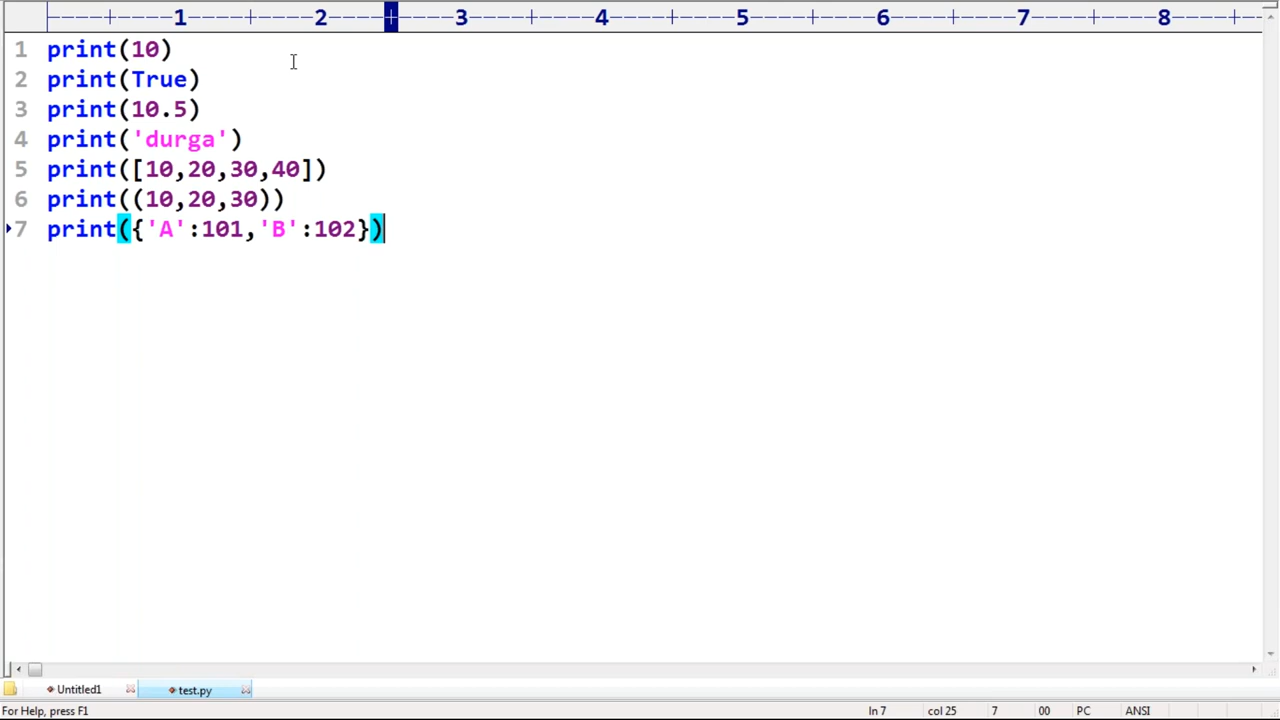 ----+----1----+----2----+----3----+----4----+----5----+----6----+----7----+----8----+-
1 print(10)
2 print(True)
3 print(10.5)
4 print('durga')
5 print([10,20,30,40])
6 print((10,20,30))
7 print({'A':101,'B':102})
Untitled1 test.py
For Help, press F1 ln 7 col 25 7 00 PC ANSI